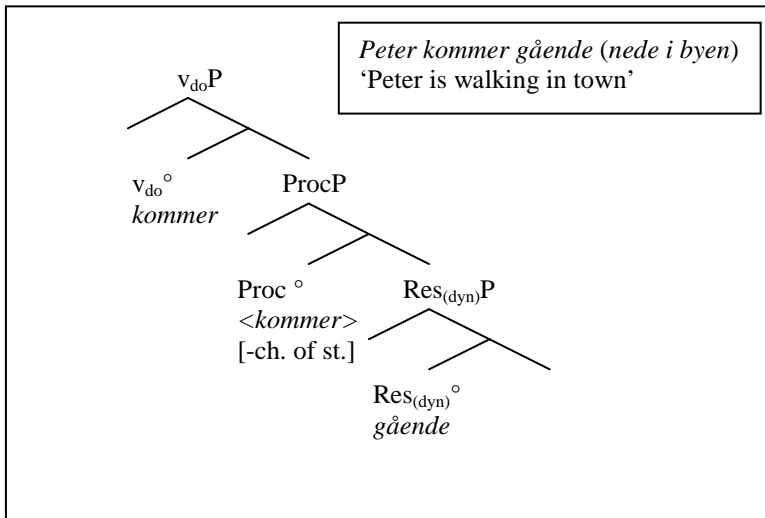 Peter kommer gående (nede i byen)
‘Peter is walking in town’
v_doP
v_do°
kommer
ProcP
Proc °
<kommer>
[-ch. of st.]
Res_(dyn)P
Res_(dyn)°
gående